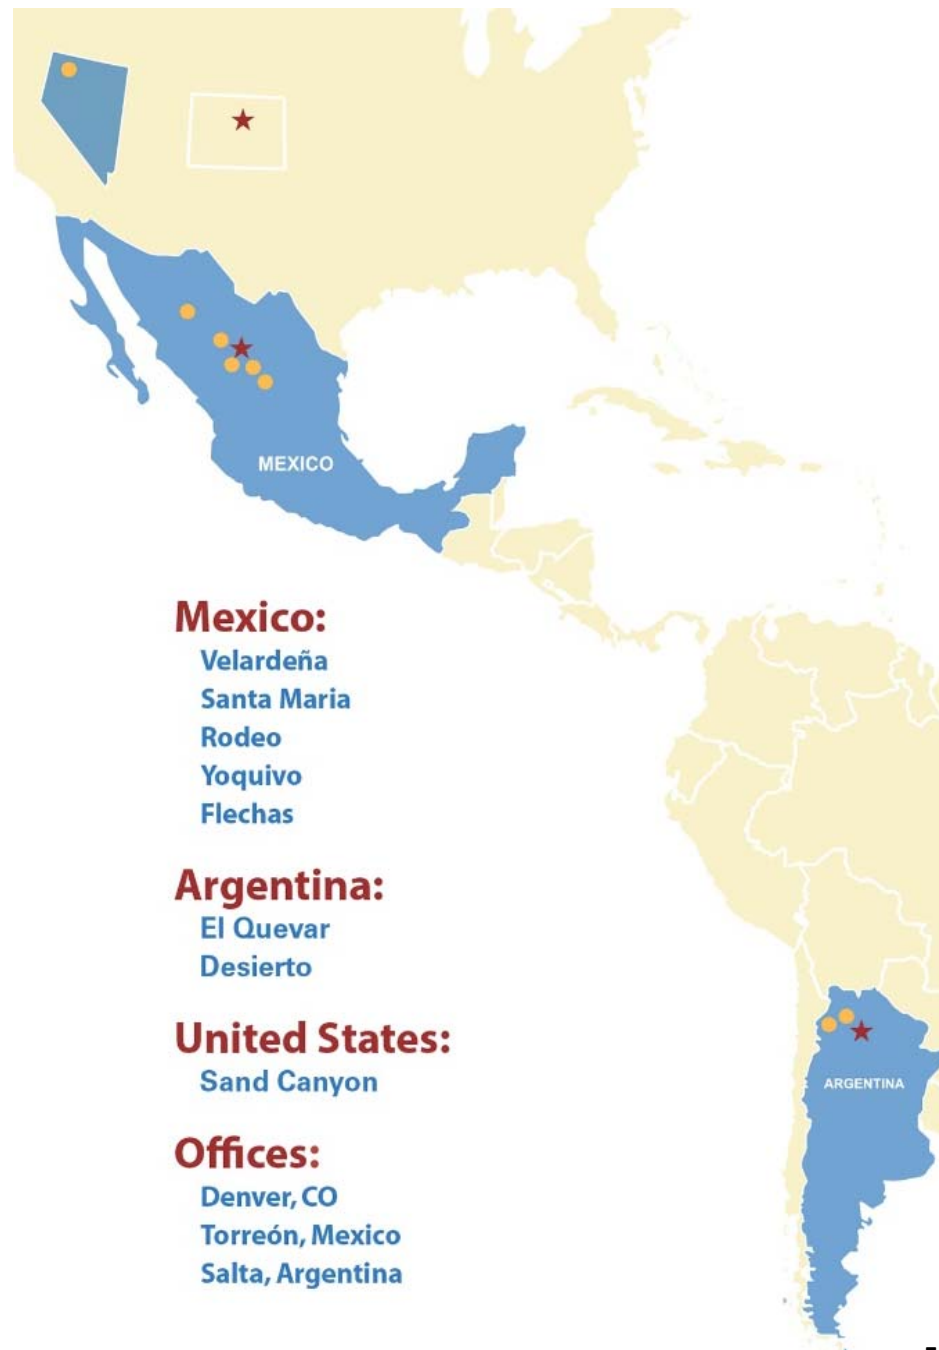 MEXICO
Mexico:
Velardeña
Santa Maria
Rodeo
Yoquivo
Flechas
Argentina:
El Quevar
Desierto
United States:
Sand Canyon
ARGENTINA
Offices:
Denver, CO
Torreón, Mexico
Salta, Argentina